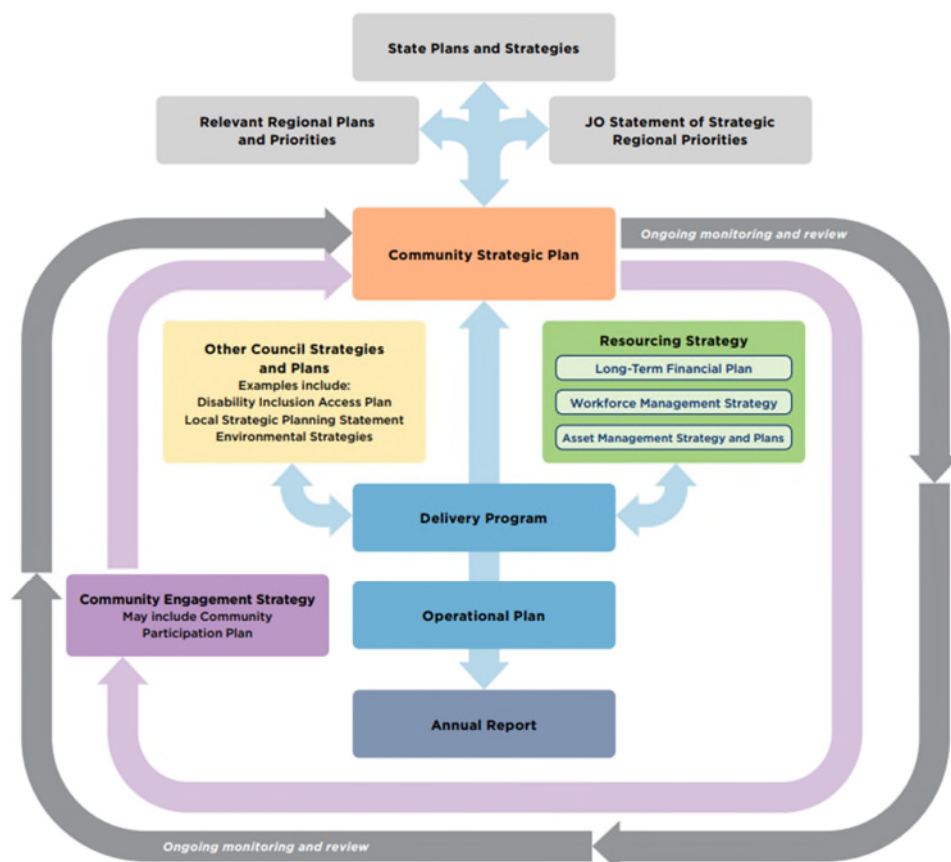 State Plans and Strategies
Relevant Regional Plans
and Priorities
JO Statement of Strategic
Regional Priorities
Community Strategic Plan
Ongoing monitoring and review
Other Council Strategies
and Plans
Examples include:
Disability Inclusion Access Plan
Local Strategic Planning Statement
Environmental Strategies
Resourcing Strategy
Long-Term Financial Plan
Workforce Management Strategy
Asset Management Strategy and Plans
Delivery Program
Community Engagement Strategy
May include Community
Participation Plan
Operational Plan
Annual Report
Ongoing monitoring and review